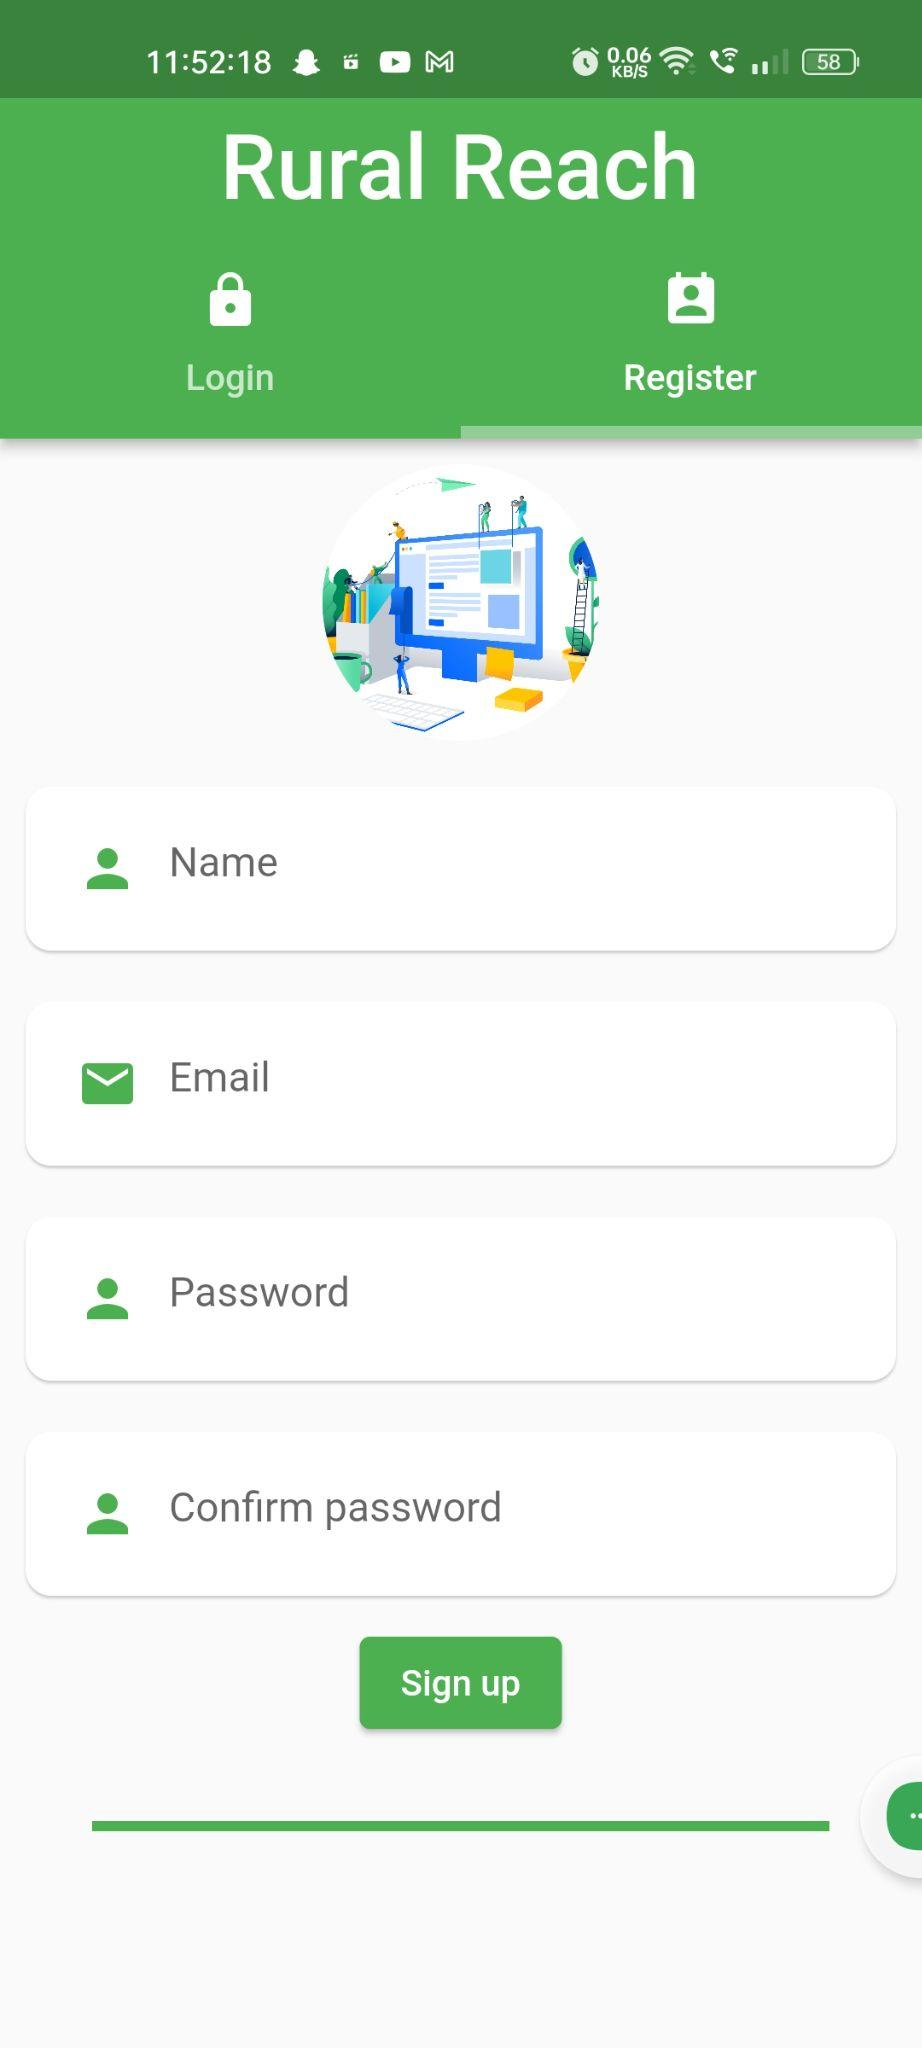 11:52:18 0.06 KB/S 58
Rural Reach
Login Register
Name
Email
Password
Confirm password
Sign up